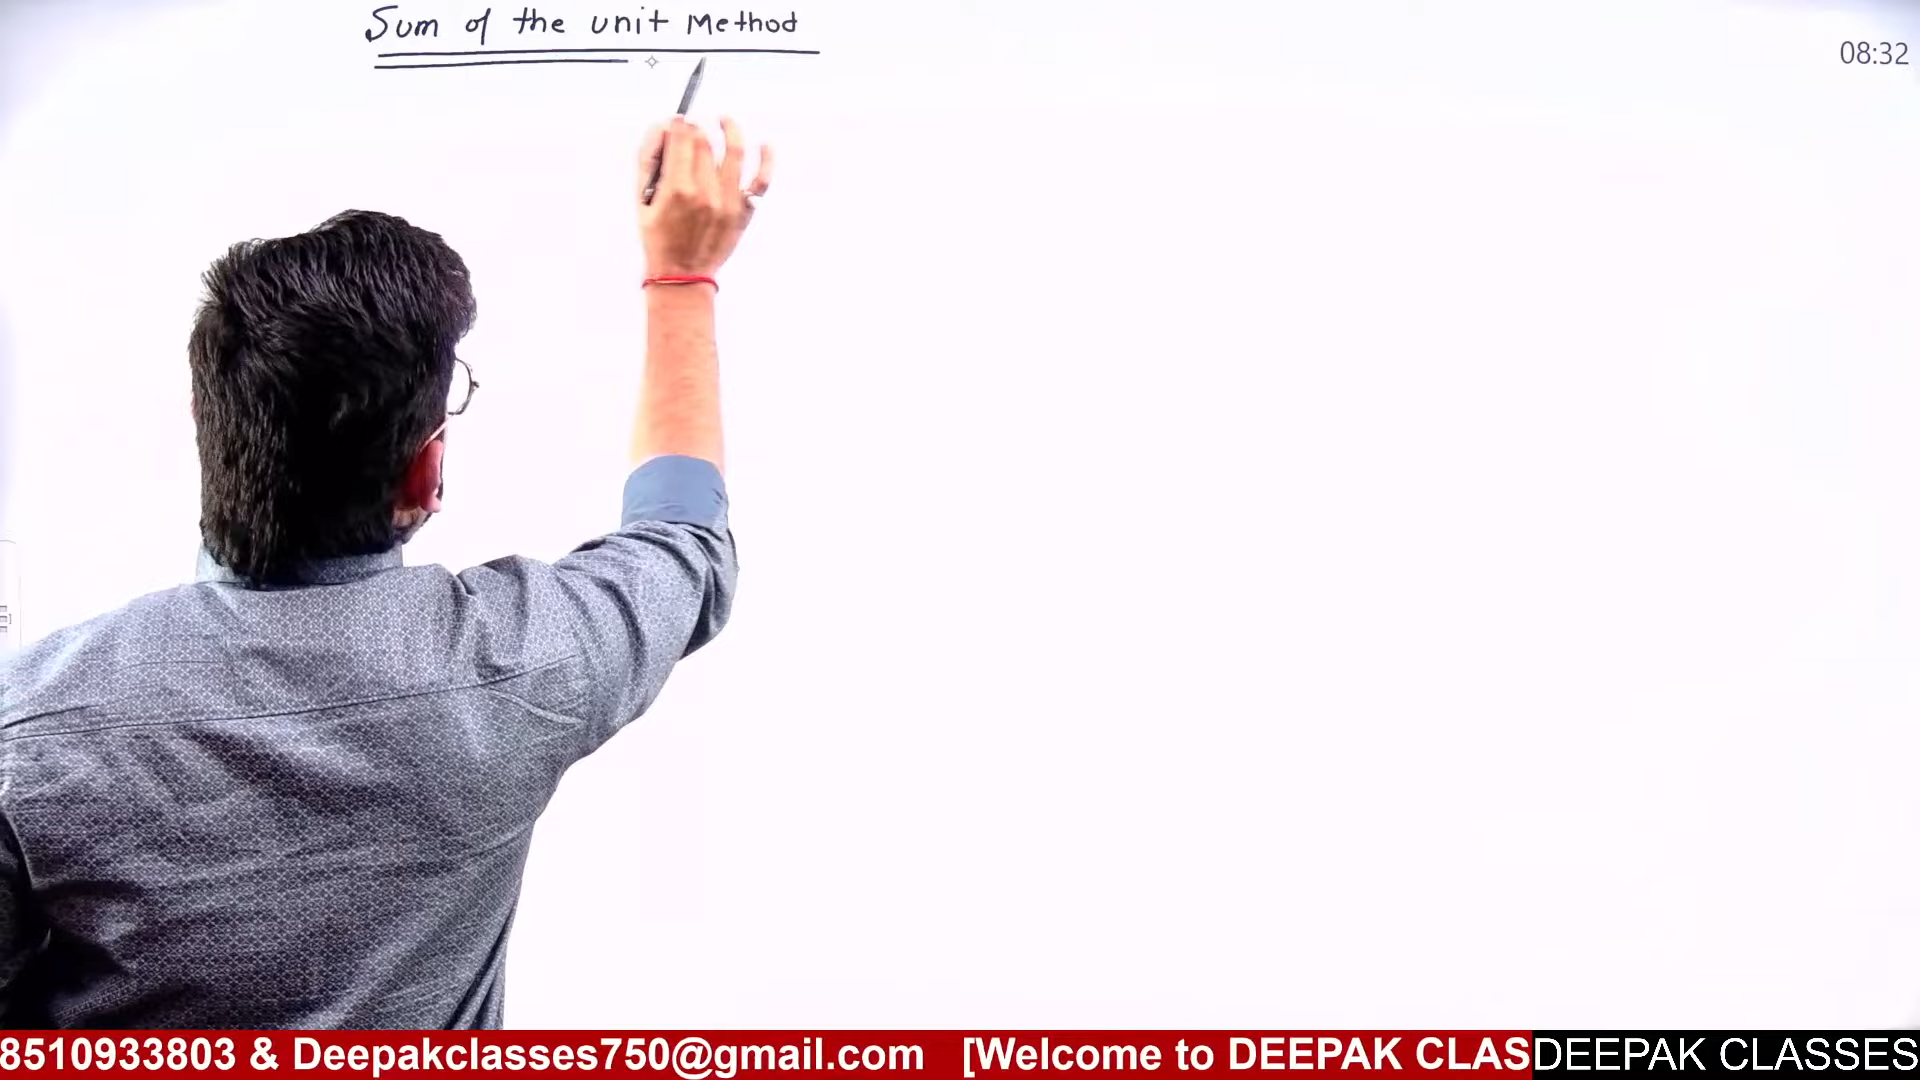 Sum of the unit Method
08:32
8510933803 & Deepakclasses750@gmail.com [Welcome to DEEPAK CLAS
DEEPAK CLASSES